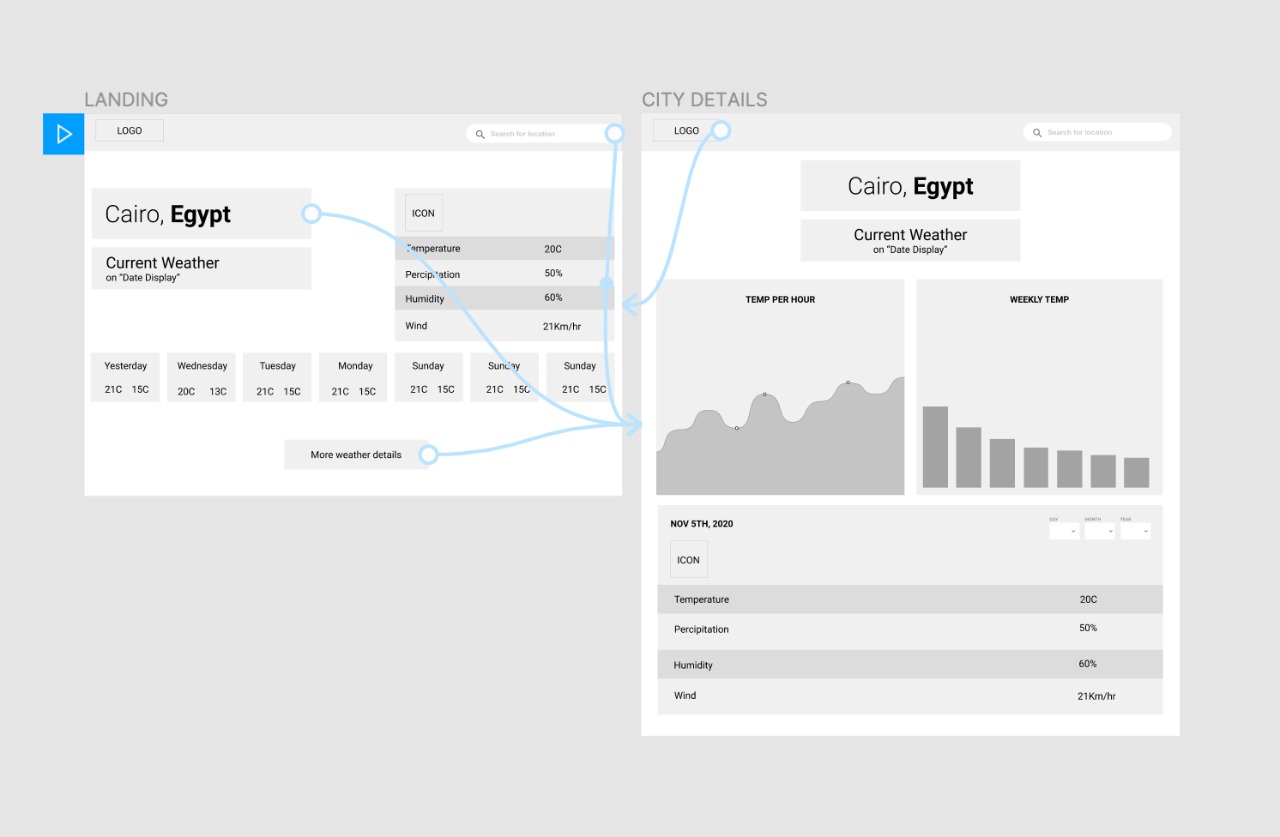 LANDING
LOGO
Search for location
Cairo, Egypt
Current Weather
on "Date Display"
ICON
Temperature 20C
Percipitation 50%
Humidity 60%
Wind 21Km/hr
Yesterday Wednesday Tuesday Monday Sunday Sunday Sunday
21C 15C 20C 13C 21C 15C 21C 15C 21C 15C 21C 15C 21C 15C
More weather details
CITY DETAILS
LOGO
Search for location
Cairo, Egypt
Current Weather
on "Date Display"
TEMP PER HOUR
WEEKLY TEMP
NOV 5TH, 2020
DAY MONTH YEAR
ICON
Temperature 20C
Percipitation 50%
Humidity 60%
Wind 21Km/hr